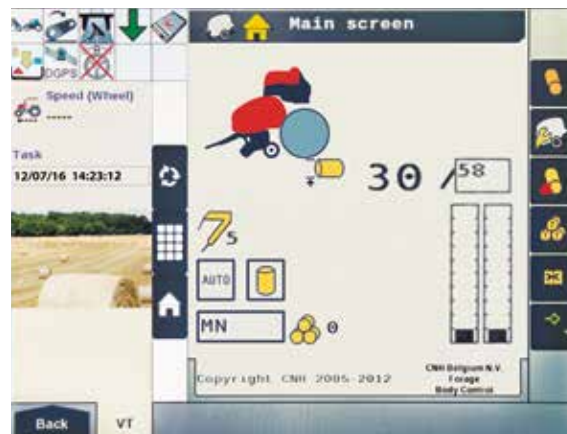 Main screen
DGPS
Speed (Wheel)
-----
Task
12/07/16 14:23:12
30 / 58
5
AUTO
MN
0
Copyright CNH 2005-2012
CNH Belgium N.V.
Forage
Body Control
Back
VT